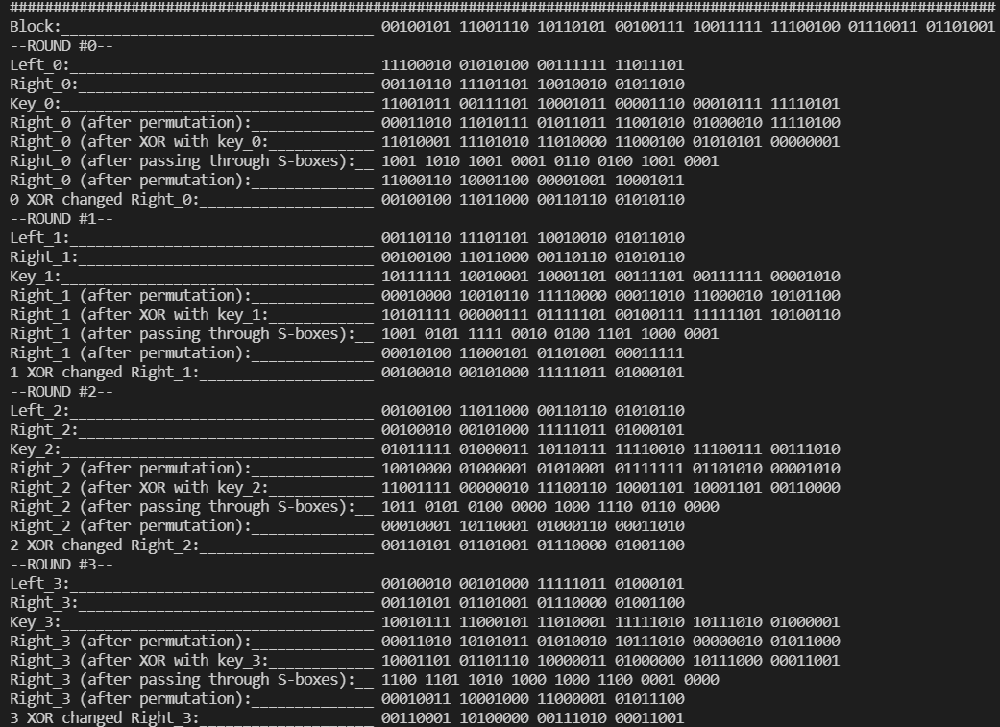 ##################################################################################################################
Block:____________________________________ 00100101 11001110 10110101 00100111 10011111 11100100 01110011 01101001
--ROUND #0--
Left_0:___________________________________ 11100010 01010100 00111111 11011101
Right_0:__________________________________ 00110110 11101101 10010010 01011010
Key_0:____________________________________ 11001011 00111101 10001011 00001110 00010111 11110101
Right_0 (after permutation):______________ 00011010 11010111 01011011 11001010 01000010 11110100
Right_0 (after XOR with key_0:____________ 11010001 11101010 11010000 11000100 01010101 00000001
Right_0 (after passing through S-boxes):__ 1001 1010 1001 0001 0110 0100 1001 0001
Right_0 (after permutation):______________ 11000110 10001100 00001001 10001011
0 XOR changed Right_0:____________________ 00100100 11011000 00110110 01010110
--ROUND #1--
Left_1:___________________________________ 00110110 11101101 10010010 01011010
Right_1:__________________________________ 00100100 11011000 00110110 01010110
Key_1:____________________________________ 10111111 10010001 10001101 00111101 00111111 00001010
Right_1 (after permutation):______________ 00010000 10010110 11110000 00011010 11000010 10101100
Right_1 (after XOR with key_1:____________ 10101111 00000111 01111101 00100111 11111101 10100110
Right_1 (after passing through S-boxes):__ 1001 0101 1111 0010 0100 1101 1000 0001
Right_1 (after permutation):______________ 00010100 11000101 01101001 00011111
1 XOR changed Right_1:____________________ 00100010 00101000 11111011 01000101
--ROUND #2--
Left_2:___________________________________ 00100100 11011000 00110110 01010110
Right_2:__________________________________ 00100010 00101000 11111011 01000101
Key_2:____________________________________ 01011111 01000011 10110111 11110010 11100111 00111010
Right_2 (after permutation):______________ 10010000 01000001 01010001 01111111 01101010 00001010
Right_2 (after XOR with key_2:____________ 11001111 00000010 11100110 10001101 10001101 00110000
Right_2 (after passing through S-boxes):__ 1011 0101 0100 0000 1000 1110 0110 0000
Right_2 (after permutation):______________ 00010001 10110001 01000110 00011010
2 XOR changed Right_2:____________________ 00110101 01101001 01110000 01001100
--ROUND #3--
Left_3:___________________________________ 00100010 00101000 11111011 01000101
Right_3:__________________________________ 00110101 01101001 01110000 01001100
Key_3:____________________________________ 10010111 11000101 11010001 11111010 10111010 01000001
Right_3 (after permutation):______________ 00011010 10101011 01010010 10111010 00000010 01011000
Right_3 (after XOR with key_3:____________ 10001101 01101110 10000011 01000000 10111000 00011001
Right_3 (after passing through S-boxes):__ 1100 1101 1010 1000 1000 1100 0001 0000
Right_3 (after permutation):______________ 00010011 10001000 11000001 01011100
3 XOR changed Right_3:____________________ 00110001 10100000 00111010 00011001